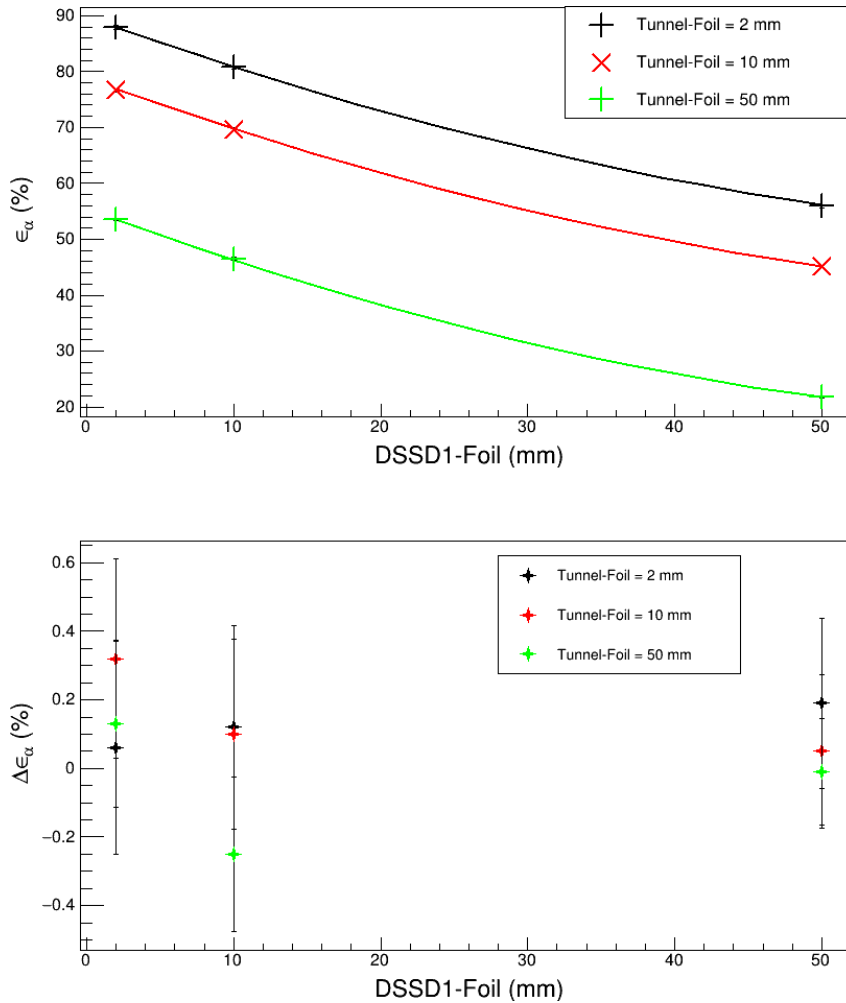 90
80
70
60
50
40
30
20
ϵα (%)
Tunnel-Foil = 2 mm
Tunnel-Foil = 10 mm
Tunnel-Foil = 50 mm
0 10 20 30 40 50
DSSD1-Foil (mm)
0.6
0.4
0.2
0
−0.2
−0.4
Δϵα (%)
Tunnel-Foil = 2 mm
Tunnel-Foil = 10 mm
Tunnel-Foil = 50 mm
0 10 20 30 40 50
DSSD1-Foil (mm)